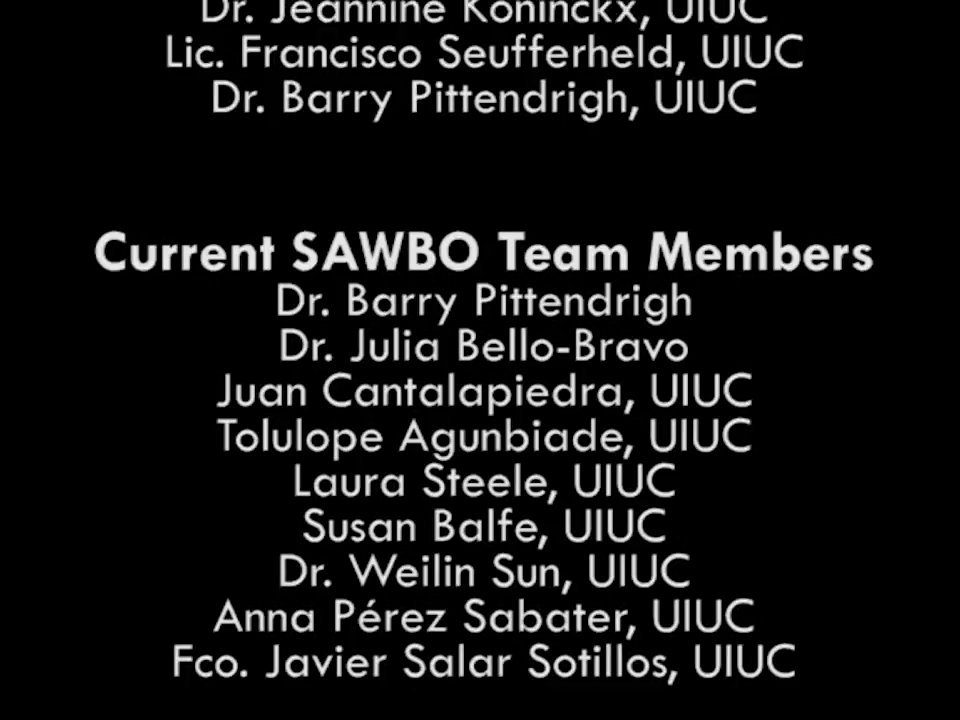 Dr. Jeannine Koninckx, UIUC
Lic. Francisco Seufferheld, UIUC
Dr. Barry Pittendrigh, UIUC
Current SAWBO Team Members
Dr. Barry Pittendrigh
Dr. Julia Bello-Bravo
Juan Cantalapiedra, UIUC
Tolulope Agunbiade, UIUC
Laura Steele, UIUC
Susan Balfe, UIUC
Dr. Weilin Sun, UIUC
Anna Pérez Sabater, UIUC
Fco. Javier Salar Sotillos, UIUC